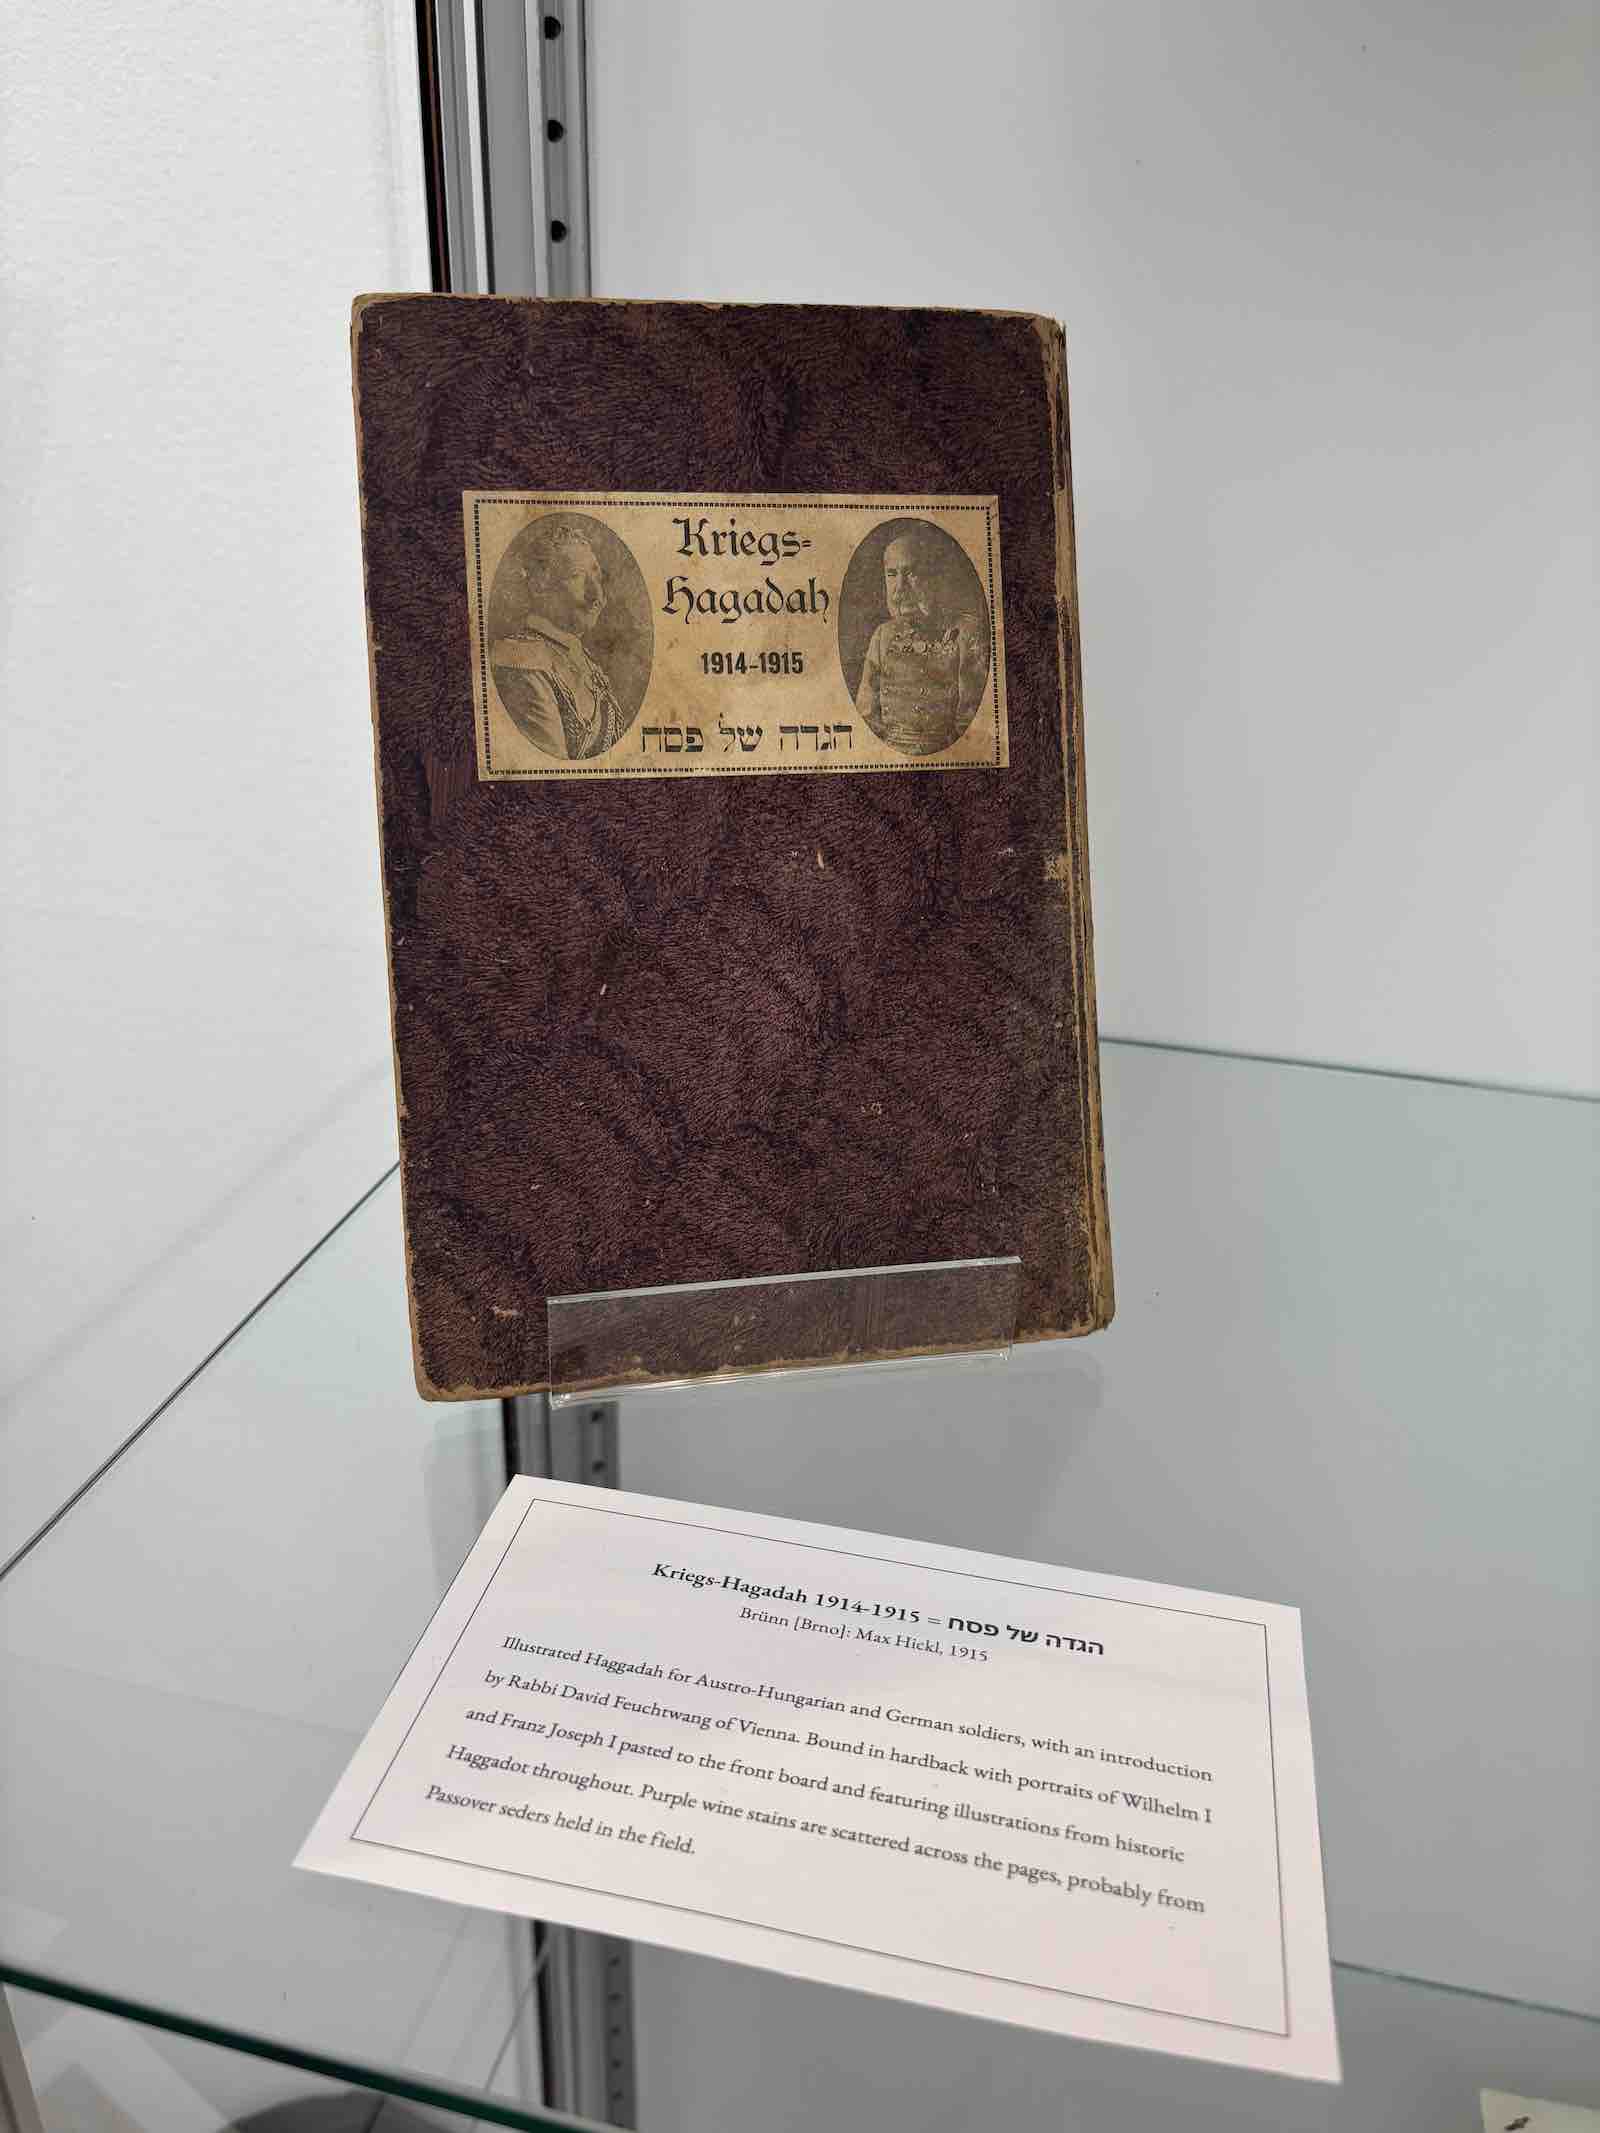 Kriegs=
Hagadah
1914-1915
הגדה של פסח
Kriegs-Hagadah 1914-1915 = הגדה של פסח
Brünn [Brno]: Max Hickl, 1915
Illustrated Haggadah for Austro-Hungarian and German soldiers, with an introduction
by Rabbi David Feuchtwang of Vienna. Bound in hardback with portraits of Wilhelm I
and Franz Joseph I pasted to the front board and featuring illustrations from historic
Haggadot throughout. Purple wine stains are scattered across the pages, probably from
Passover seders held in the field.